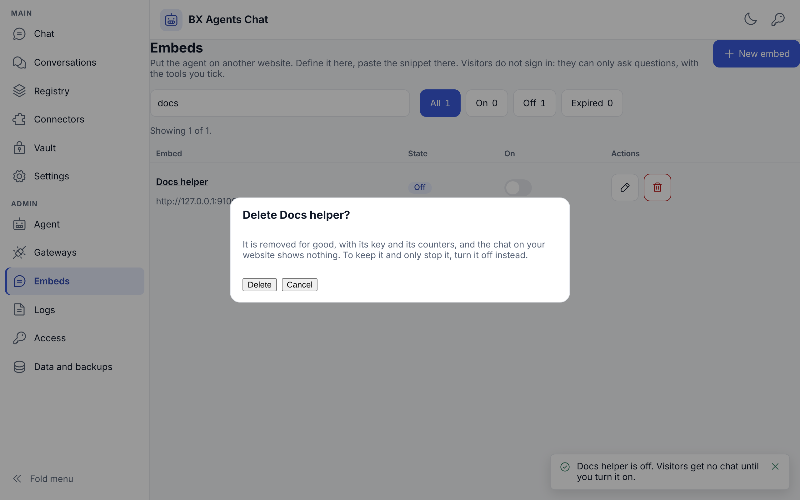 MAIN
Chat
Conversations
Registry
Connectors
Vault
Settings
ADMIN
Agent
Gateways
Embeds
Logs
Access
Data and backups
Fold menu
BX Agents Chat
Embeds
Put the agent on another website. Define it here, paste the snippet there. Visitors do not sign in: they can only ask questions, with
the tools you tick.
New embed
docs
All 1
On 0
Off 1
Expired 0
Showing 1 of 1.
Embed State On Actions
Docs helper
Off
http://127.0.0.1:910
Delete Docs helper?
It is removed for good, with its key and its counters, and the chat on your
website shows nothing. To keep it and only stop it, turn it off instead.
Delete Cancel
Docs helper is off. Visitors get no chat until
you turn it on.